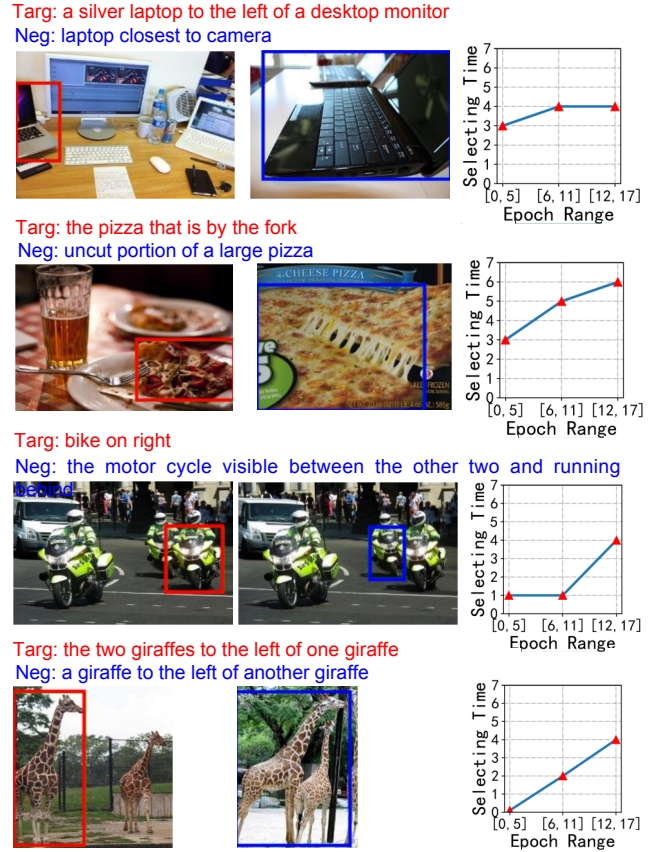 Targ: a silver laptop to the left of a desktop monitor
Neg: laptop closest to camera
Selecting Time
7
6
5
4
3
2
1
0
[0, 5] [6, 11] [12, 17]
Epoch Range
Targ: the pizza that is by the fork
Neg: uncut portion of a large pizza
4-CHEESE PIZZA
KEEP FROZEN
Selecting Time
7
6
5
4
3
2
1
0
[0, 5] [6, 11] [12, 17]
Epoch Range
Targ: bike on right
Neg: the motor cycle visible between the other two and running
behind
Selecting Time
7
6
5
4
3
2
1
0
[0, 5] [6, 11] [12, 17]
Epoch Range
Targ: the two giraffes to the left of one giraffe
Neg: a giraffe to the left of another giraffe
Selecting Time
7
6
5
4
3
2
1
0
[0, 5] [6, 11] [12, 17]
Epoch Range